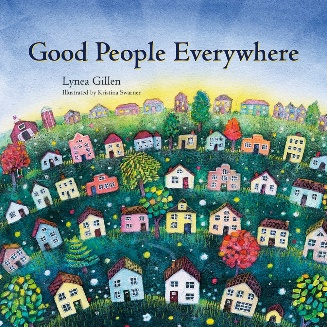 Good People Everywhere
Lynea Gillen
Illustrated by Kristina Swarner